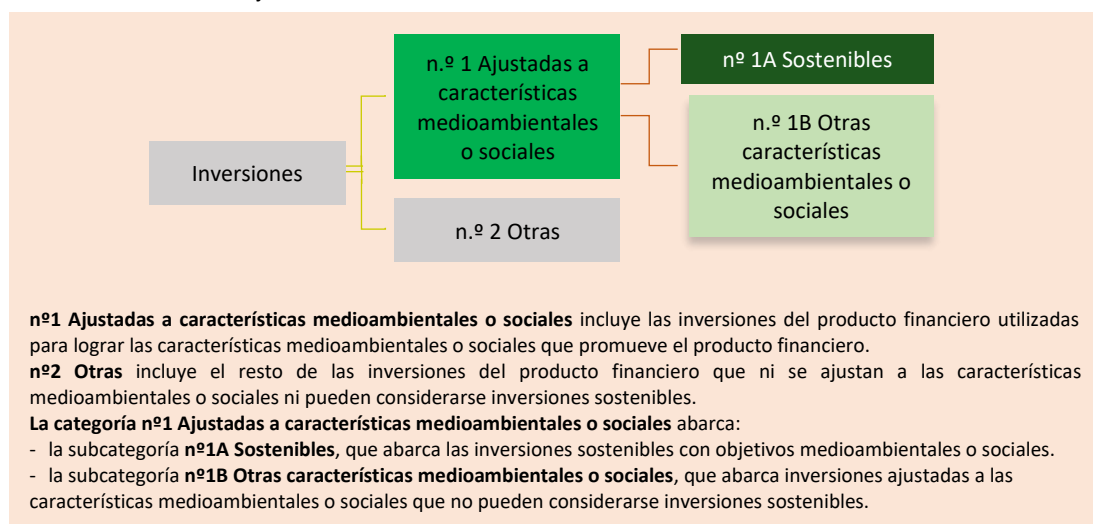 n.º 1 Ajustadas a
características
medioambientales
o sociales
nº 1A Sostenibles
n.º 1B Otras
características
medioambientales o
sociales
Inversiones
n.º 2 Otras
nº1 Ajustadas a características medioambientales o sociales incluye las inversiones del producto financiero utilizadas
para lograr las características medioambientales o sociales que promueve el producto financiero.
nº2 Otras incluye el resto de las inversiones del producto financiero que ni se ajustan a las características
medioambientales o sociales ni pueden considerarse inversiones sostenibles.
La categoría nº1 Ajustadas a características medioambientales o sociales abarca:
- la subcategoría nº1A Sostenibles, que abarca las inversiones sostenibles con objetivos medioambientales o sociales.
- la subcategoría nº1B Otras características medioambientales o sociales, que abarca inversiones ajustadas a las
características medioambientales o sociales que no pueden considerarse inversiones sostenibles.